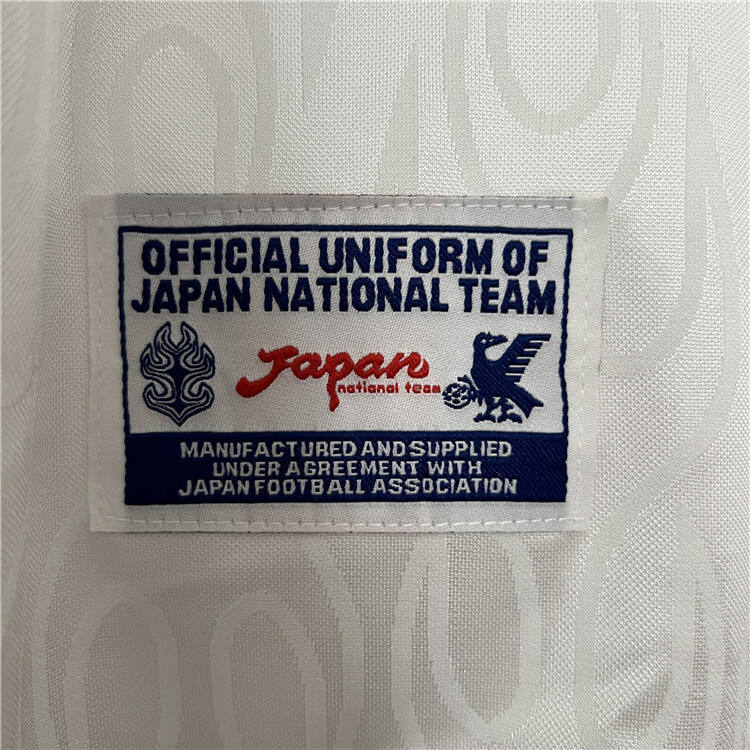 OFFICIAL UNIFORM OF
JAPAN NATIONAL TEAM
Japan
national team
MANUFACTURED AND SUPPLIED
UNDER AGREEMENT WITH
JAPAN FOOTBALL ASSOCIATION